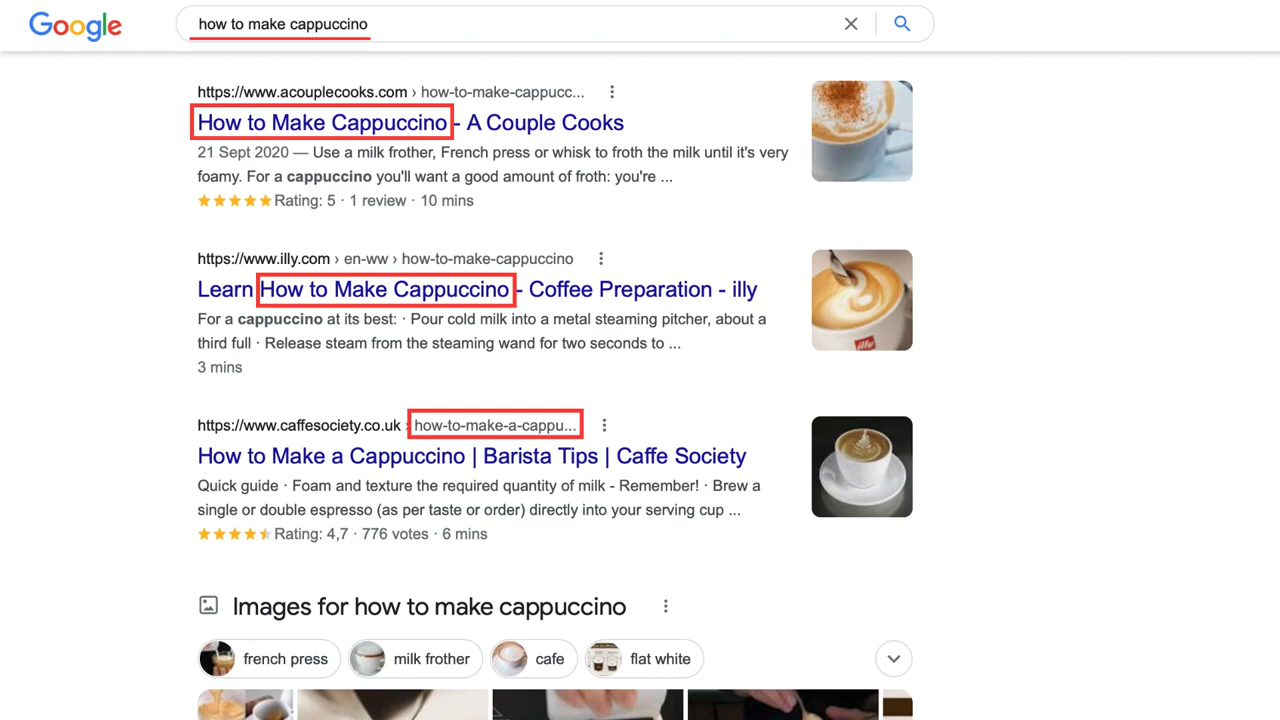 Google
how to make cappuccino
https://www.acouplecooks.com › how-to-make-cappucc...
How to Make Cappuccino - A Couple Cooks
21 Sept 2020 — Use a milk frother, French press or whisk to froth the milk until it's very
foamy. For a cappuccino you'll want a good amount of froth: you're ...
Rating: 5 · 1 review · 10 mins
https://www.illy.com › en-ww › how-to-make-cappuccino
Learn How to Make Cappuccino - Coffee Preparation - illy
For a cappuccino at its best: · Pour cold milk into a metal steaming pitcher, about a
third full · Release steam from the steaming wand for two seconds to ...
3 mins
illy
https://www.caffesociety.co.uk › how-to-make-a-cappu...
How to Make a Cappuccino | Barista Tips | Caffe Society
Quick guide · Foam and texture the required quantity of milk - Remember! · Brew a
single or double espresso (as per taste or order) directly into your serving cup ...
Rating: 4,7 · 776 votes · 6 mins
Images for how to make cappuccino
french press
milk frother
cafe
flat white